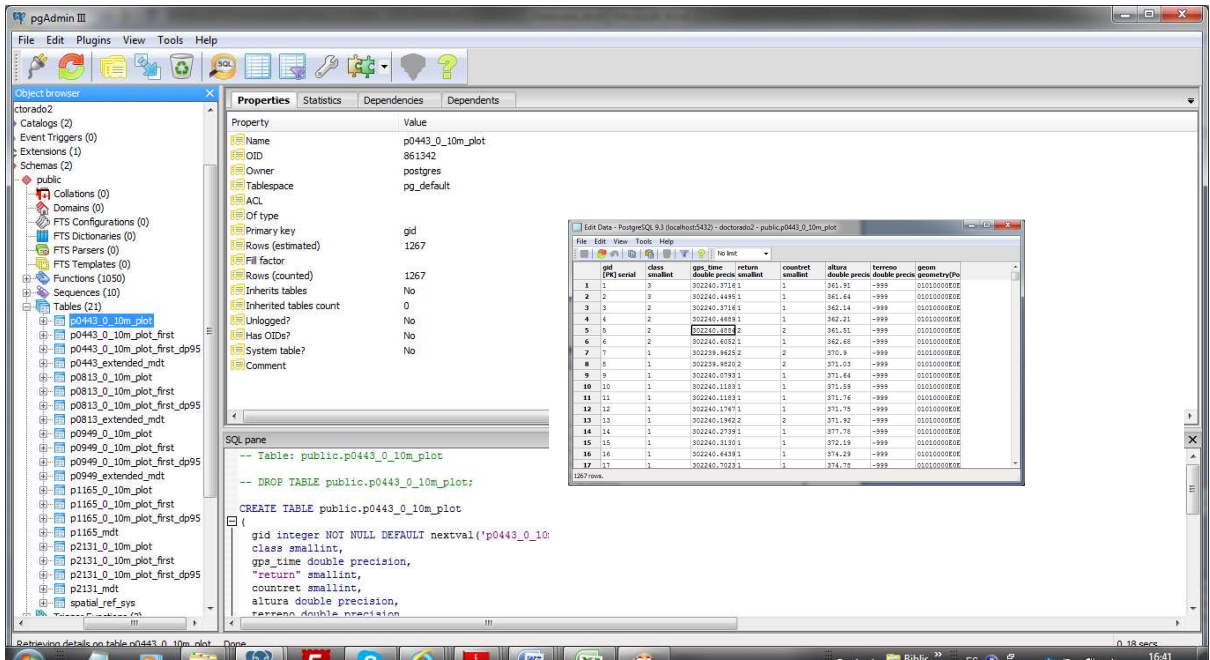 pgAdmin III
File Edit Plugins View Tools Help
SQL
Object browser
ctorado2
Catalogs (2)
Event Triggers (0)
Extensions (1)
Schemas (2)
public
Collations (0)
Domains (0)
FTS Configurations (0)
FTS Dictionaries (0)
FTS Parsers (0)
FTS Templates (0)
Functions (1050)
Sequences (10)
Tables (21)
p0443_0_10m_plot
p0443_0_10m_plot_first
p0443_0_10m_plot_first_dp95
p0443_extended_mdt
p0813_0_10m_plot
p0813_0_10m_plot_first
p0813_0_10m_plot_first_dp95
p0813_extended_mdt
p0949_0_10m_plot
p0949_0_10m_plot_first
p0949_0_10m_plot_first_dp95
p0949_extended_mdt
p1165_0_10m_plot
p1165_0_10m_plot_first
p1165_0_10m_plot_first_dp95
p1165_mdt
p2131_0_10m_plot
p2131_0_10m_plot_first
p2131_0_10m_plot_first_dp95
p2131_mdt
spatial_ref_sys
Properties Statistics Dependencies Dependents
Property Value
Name p0443_0_10m_plot
OID 861342
Owner postgres
Tablespace pg_default
ACL
Of type
Primary key gid
Rows (estimated) 1267
Fill factor
Rows (counted) 1267
Inherits tables No
Inherited tables count 0
Unlogged? No
Has OIDs? No
System table? No
Comment
SQL pane
-- Table: public.p0443_0_10m_plot
-- DROP TABLE public.p0443_0_10m_plot;
CREATE TABLE public.p0443_0_10m_plot
(
gid integer NOT NULL DEFAULT nextval('p0443_0_10:
class smallint,
gps_time double precision,
"return" smallint,
countret smallint,
altura double precision,
terreno double precision
Edit Data - PostgreSQL 9.3 (localhost:5432) - doctorado2 - public.p0443_0_10m_plot
File Edit View Tools Help
No limit
gid class gps_time return countret altura terreno geom
[PK] serial smallint double precis smallint smallint double precis double precis geometry(Po
1 1 3 302240.3716 1 1 361.91 -999 01010000E0E
2 2 3 302240.4495 1 1 361.64 -999 01010000E0E
3 3 2 302240.3716 1 1 362.14 -999 01010000E0E
4 4 2 302240.4689 1 1 362.21 -999 01010000E0E
5 5 2 302240.4884 2 2 361.51 -999 01010000E0E
6 6 2 302240.6052 1 1 362.68 -999 01010000E0E
7 7 1 302239.9625 2 2 370.9 -999 01010000E0E
8 8 1 302239.9820 2 2 371.03 -999 01010000E0E
9 9 1 302240.0793 1 1 371.64 -999 01010000E0E
10 10 1 302240.1183 1 1 371.59 -999 01010000E0E
11 11 1 302240.1183 1 1 371.76 -999 01010000E0E
12 12 1 302240.1767 1 1 371.75 -999 01010000E0E
13 13 1 302240.1962 2 2 371.92 -999 01010000E0E
14 14 1 302240.2739 1 1 377.78 -999 01010000E0E
15 15 1 302240.3130 1 1 372.19 -999 01010000E0E
16 16 1 302240.6439 1 1 374.29 -999 01010000E0E
17 17 1 302240.7023 1 1 374.78 -999 01010000E0E
1267 rows.
Retrieving details on table p0443_0_10m_plot... Done. 0.18 secs
16:41